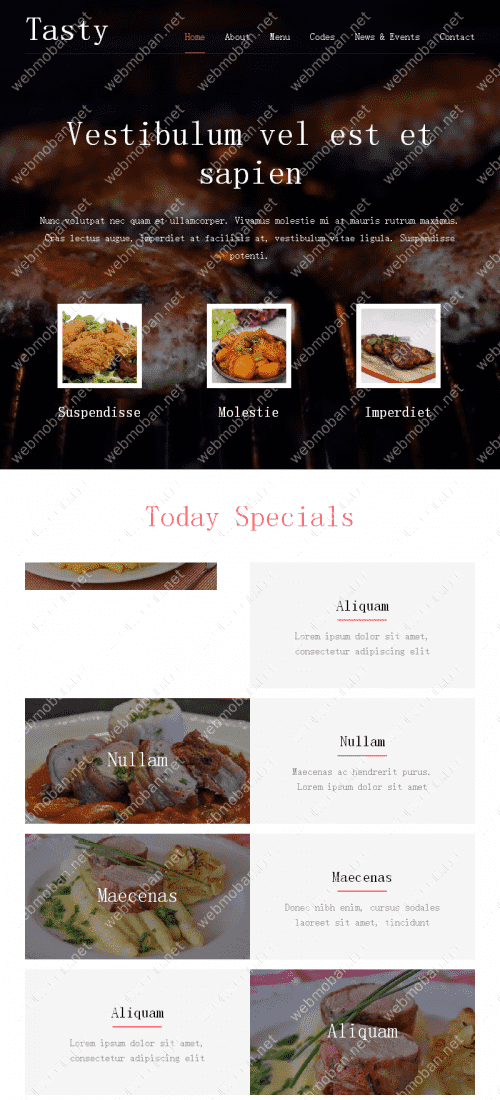 Tasty
Home About Menu Codes News & Events Contact
Vestibulum vel est et
sapien
Nunc volutpat nec quam et ullamcorper. Vivamus molestie mi at mauris rutrum maximus.
Cras lectus augue, imperdiet at facilisis at, vestibulum vitae ligula. Suspendisse
potenti.
Suspendisse Molestie Imperdiet
Today Specials
Aliquam
Lorem ipsum dolor sit amet,
consectetur adipiscing elit
Nullam
Nullam
Maecenas ac hendrerit purus.
Lorem ipsum dolor sit amet
Maecenas
Maecenas
Donec nibh enim, cursus sodales
laoreet sit amet, tincidunt
Aliquam
Lorem ipsum dolor sit amet,
consectetur adipiscing elit
Aliquam
webmoban.net